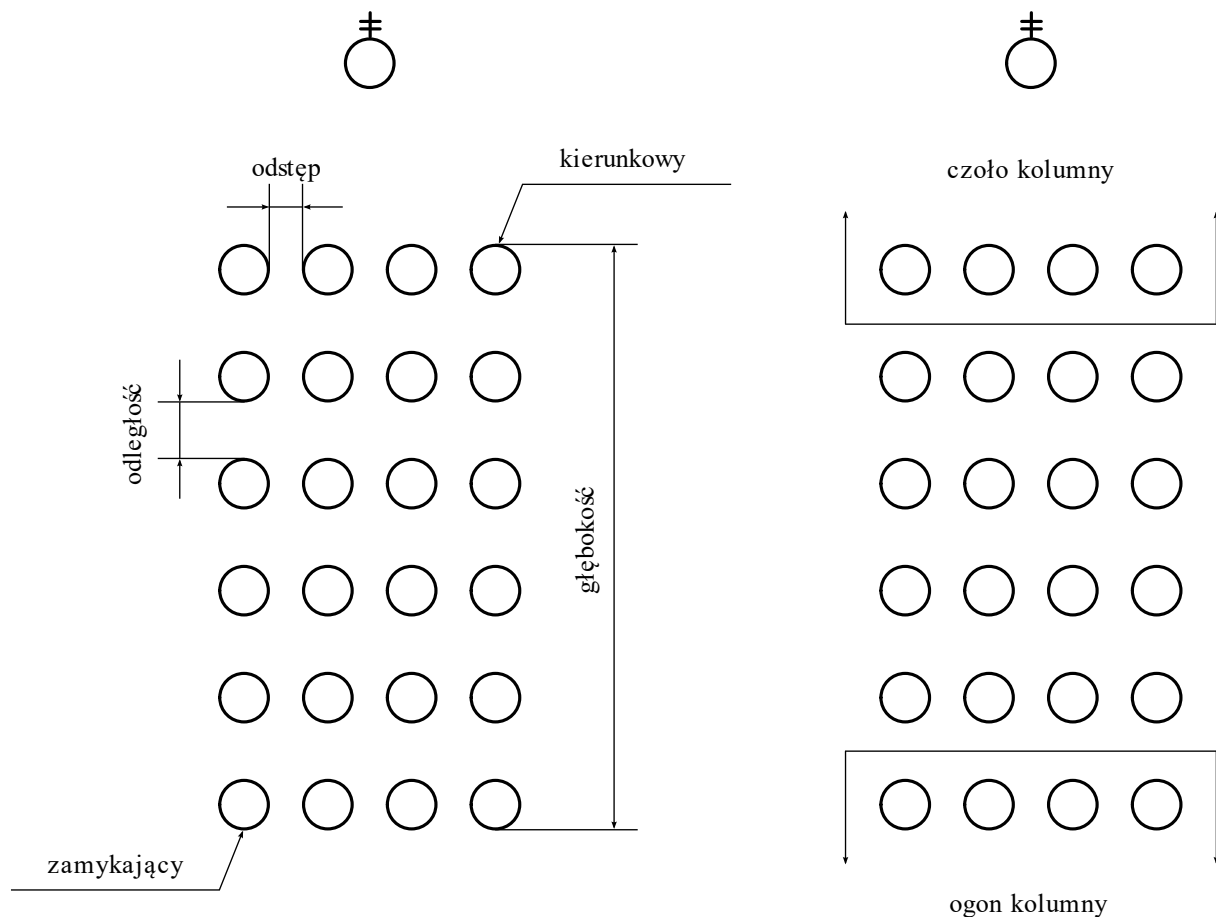 odstęp
kierunkowy
czoło kolumny
odległość
głębokość
zamykający
ogon kolumny